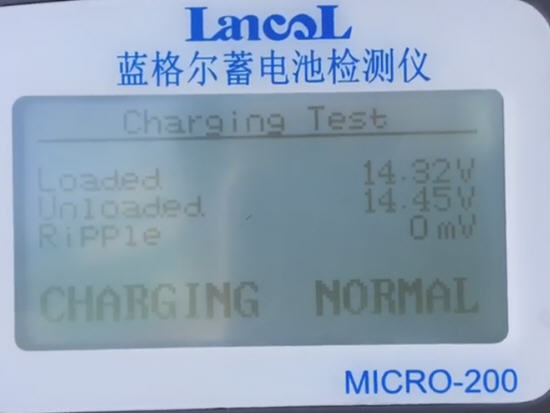 LancoL
蓝格尔蓄电池检测仪
Charging Test
Loaded 14.32V
Unloaded 14.45V
Ripple 0mV
CHARGING NORMAL
MICRO-200